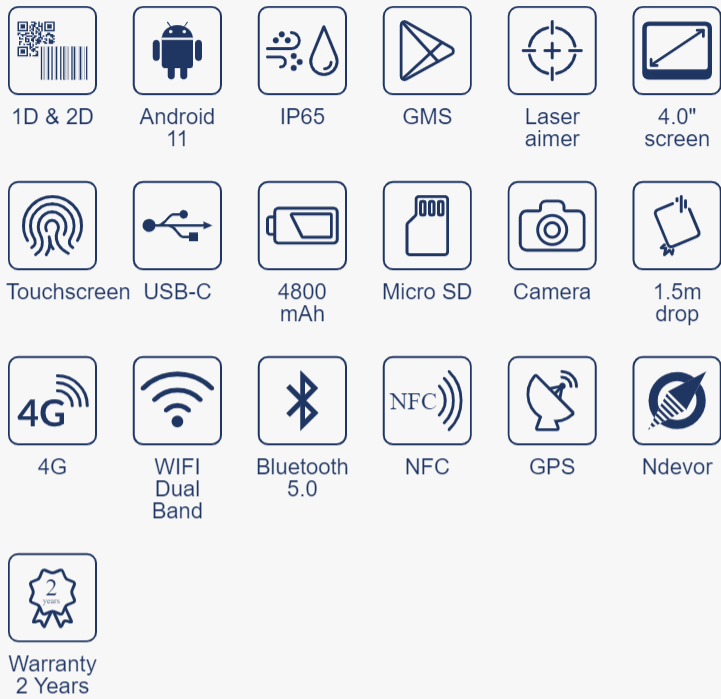 1D & 2D
Android
11
IP65
GMS
Laser
aimer
4.0"
screen
Touchscreen
USB-C
4800
mAh
Micro SD
Camera
1.5m
drop
4G
4G
WIFI
Dual
Band
Bluetooth
5.0
NFC
NFC
GPS
Ndevor
2
years
Warranty
2 Years